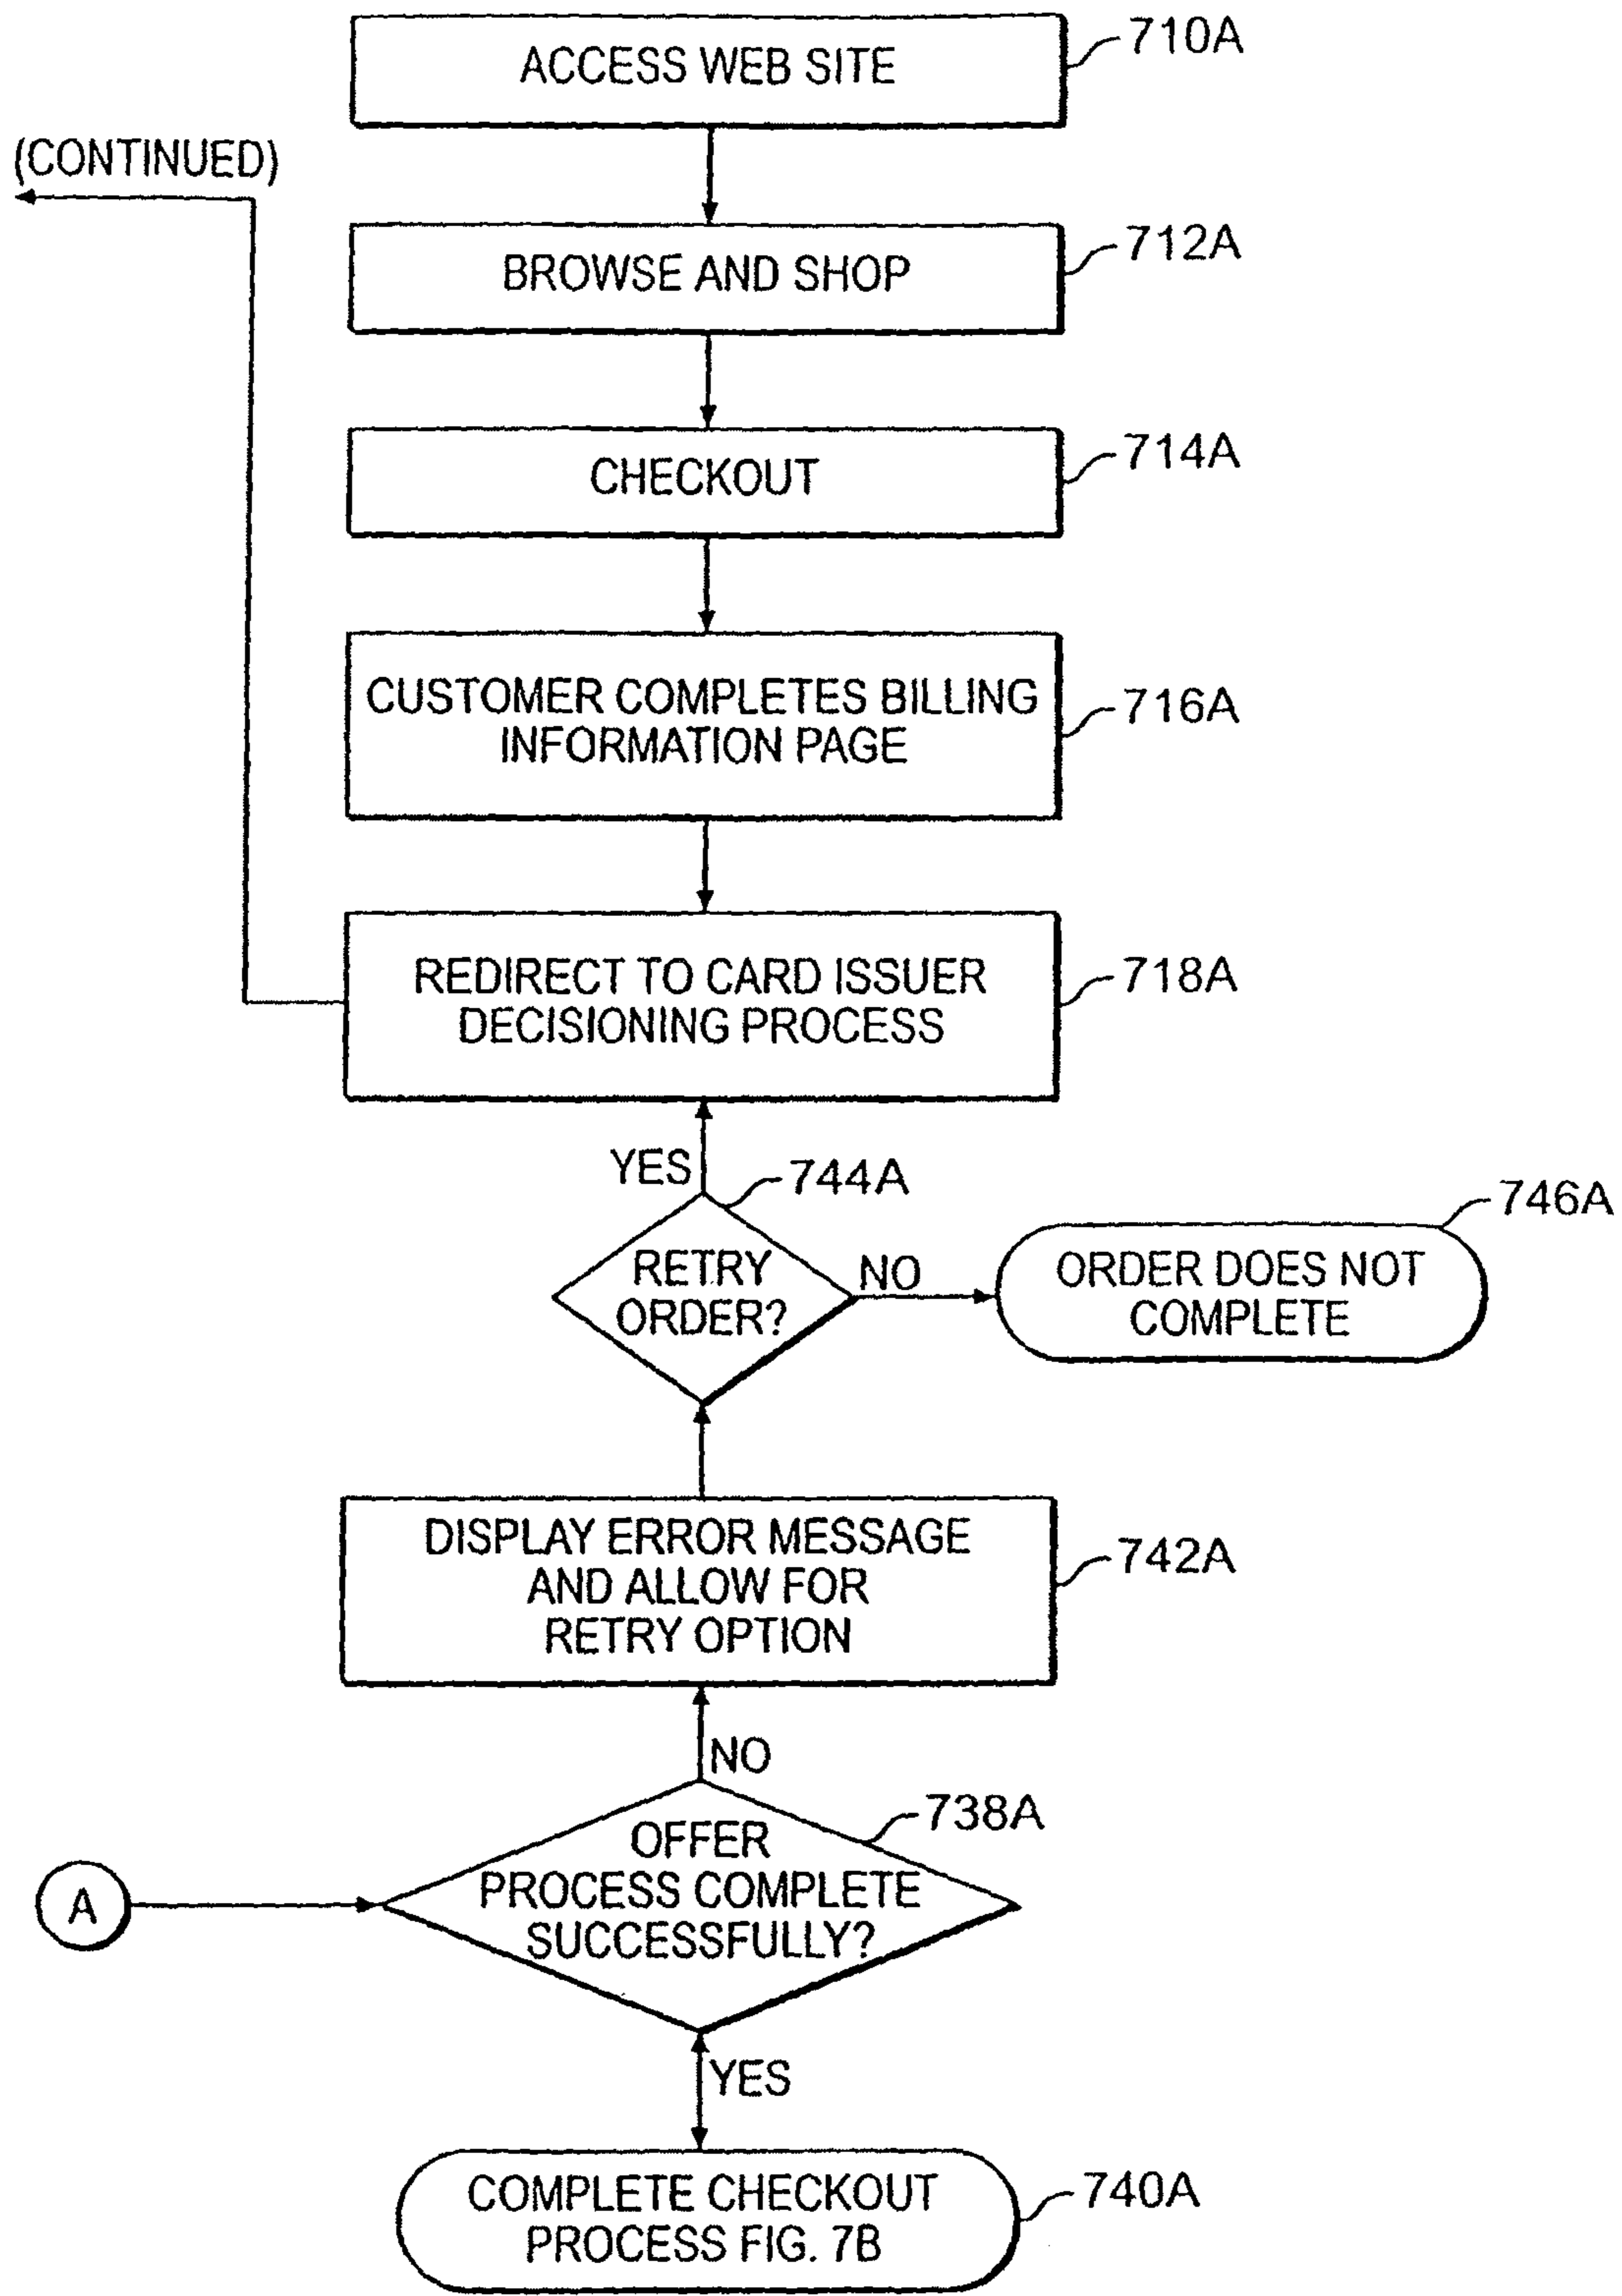 ACCESS WEB SITE
710A
(CONTINUED)
BROWSE AND SHOP
712A
CHECKOUT
714A
CUSTOMER COMPLETES BILLING
INFORMATION PAGE
716A
REDIRECT TO CARD ISSUER
DECISIONING PROCESS
718A
YES
744A
RETRY
ORDER?
NO
746A
ORDER DOES NOT
COMPLETE
DISPLAY ERROR MESSAGE
AND ALLOW FOR
RETRY OPTION
742A
NO
738A
OFFER
PROCESS COMPLETE
SUCCESSFULLY?
A
YES
COMPLETE CHECKOUT
PROCESS FIG. 7B
740A